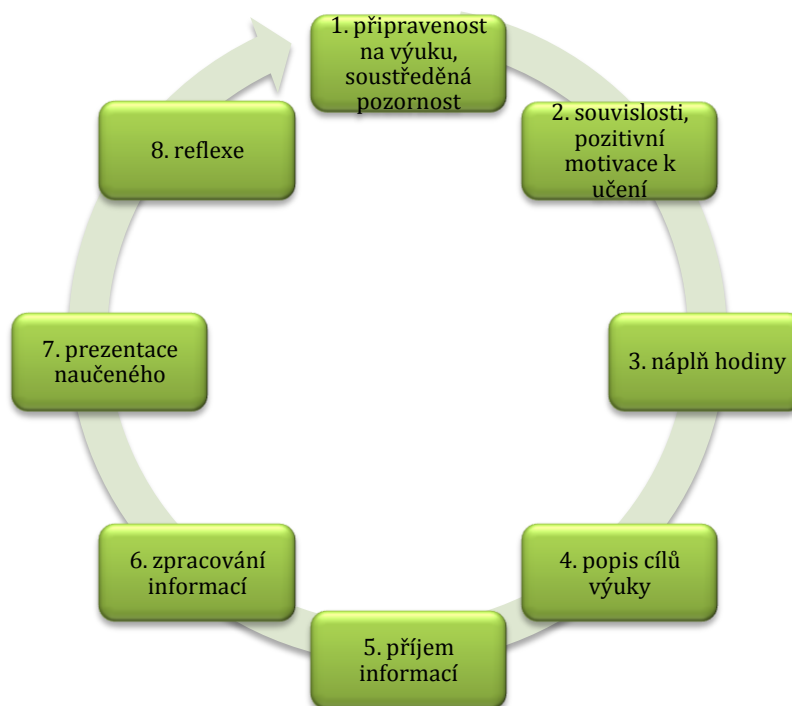 1. připravenost
na výuku,
soustředěná
pozornost
2. souvislosti,
pozitivní
motivace k
učení
3. náplň hodiny
4. popis cílů
výuky
5. příjem
informací
6. zpracování
informací
7. prezentace
naučeného
8. reflexe